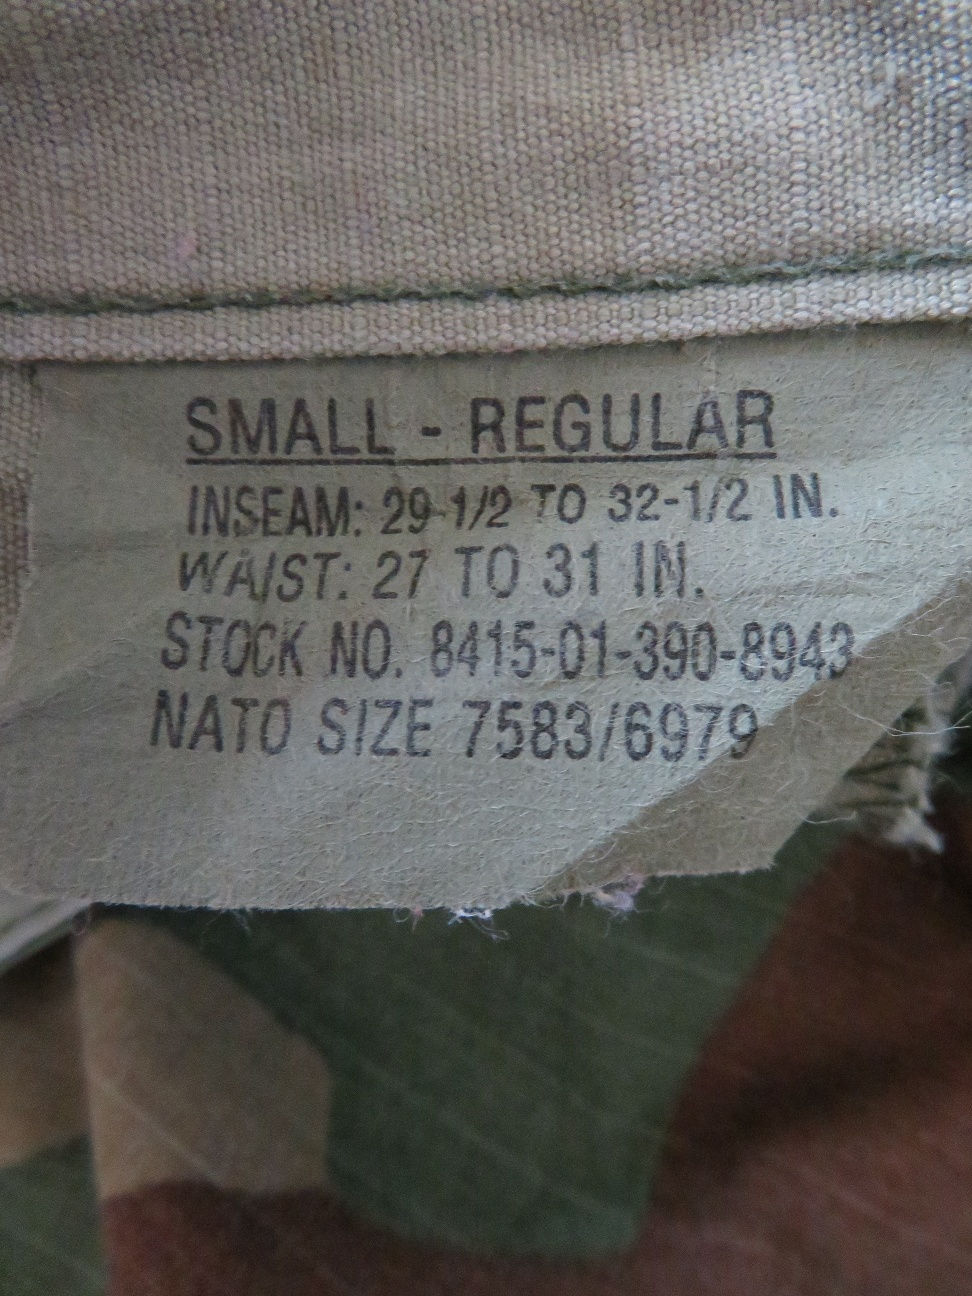 SMALL - REGULAR
INSEAM: 29-1/2 TO 32-1/2 IN.
WAIST: 27 TO 31 IN.
STOCK NO. 8415-01-390-8943
NATO SIZE 7583/6979